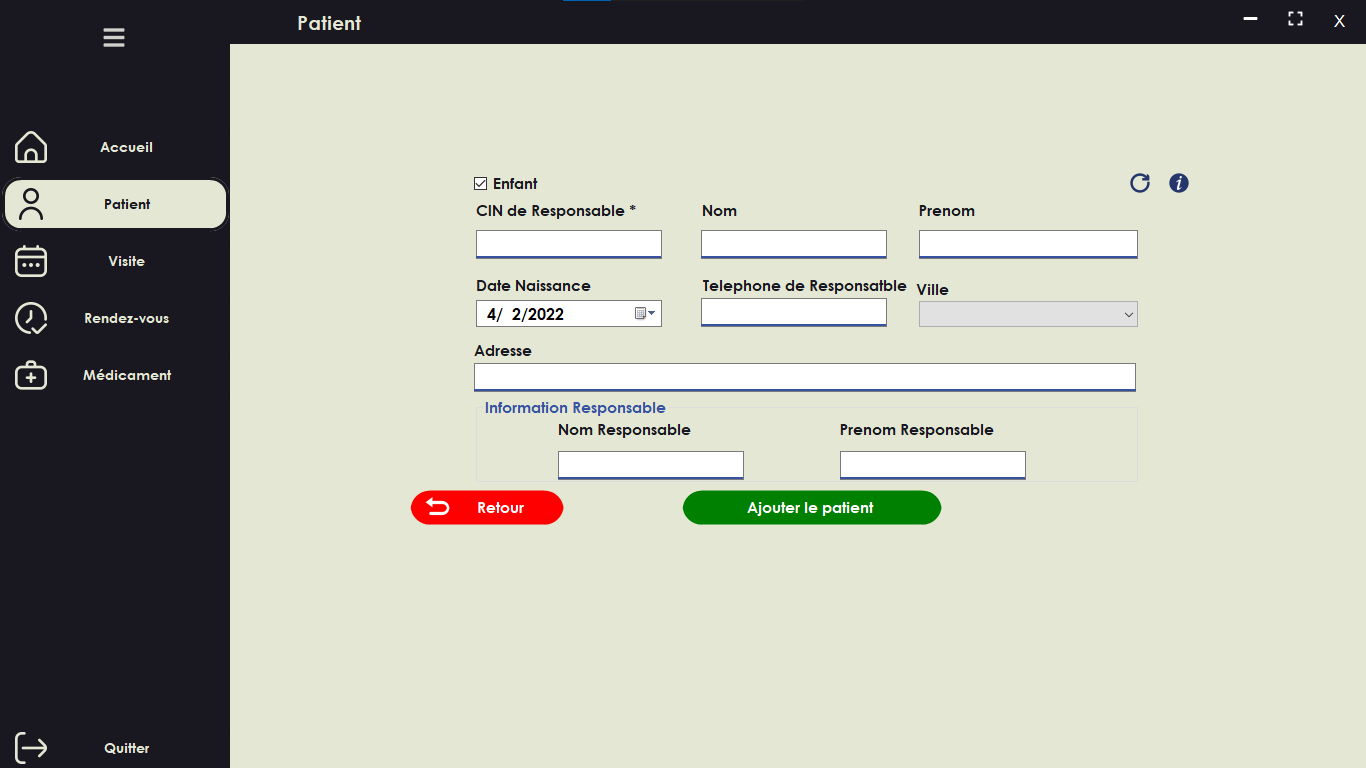 Patient
X
Accueil
Patient
Visite
Rendez-vous
Médicament
Quitter
Enfant
CIN de Responsable *
Nom
Prenom
Date Naissance
Telephone de Responsatble
Ville
4/ 2/2022
Adresse
Information Responsable
Nom Responsable
Prenom Responsable
Retour
Ajouter le patient